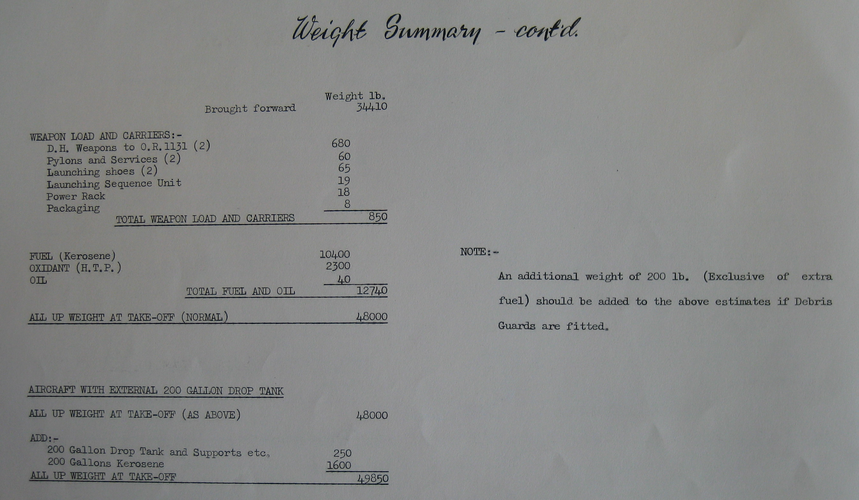 Weight Summary - cont'd.
Weight lb.
Brought forward 34410
WEAPON LOAD AND CARRIERS:-
D.H. Weapons to O.R.1131 (2) 680
Pylons and Services (2) 60
Launching shoes (2) 65
Launching Sequence Unit 19
Power Rack 18
Packaging 8
TOTAL WEAPON LOAD AND CARRIERS 850
FUEL (Kerosene) 10400
OXIDANT (H.T.P.) 2300
OIL 40
TOTAL FUEL AND OIL 12740
ALL UP WEIGHT AT TAKE-OFF (NORMAL) 48000
NOTE:-
An additional weight of 200 lb. (Exclusive of extra
fuel) should be added to the above estimates if Debris
Guards are fitted.
AIRCRAFT WITH EXTERNAL 200 GALLON DROP TANK
ALL UP WEIGHT AT TAKE-OFF (AS ABOVE) 48000
ADD:-
200 Gallon Drop Tank and Supports etc. 250
200 Gallons Kerosene 1600
ALL UP WEIGHT AT TAKE-OFF 49850